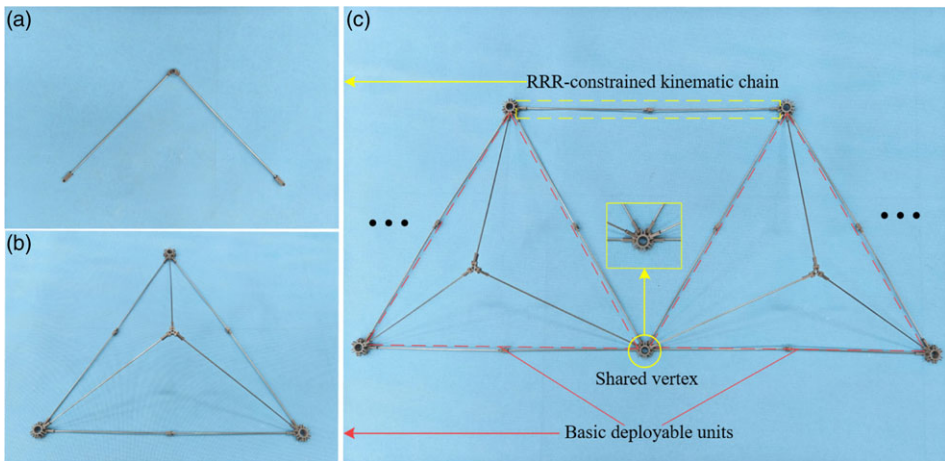 (a)
(b)
(c)
RRR-constrained kinematic chain
Shared vertex
Basic deployable units